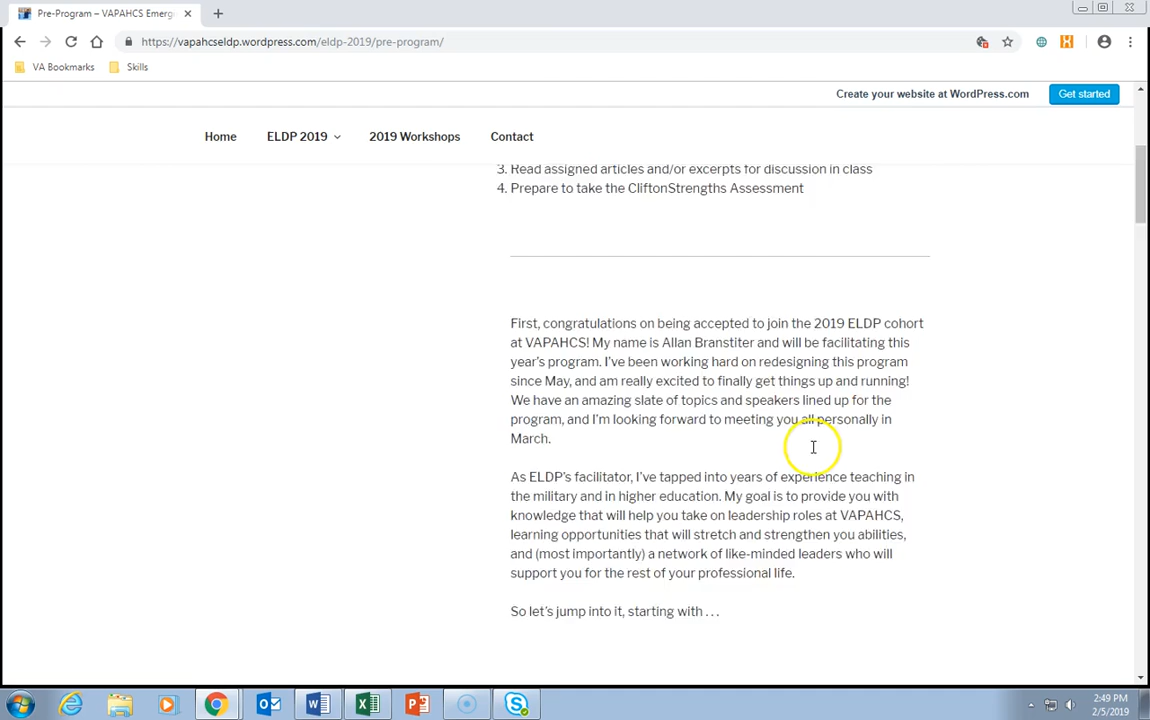 Pre-Program – VAPAHCS Emerg
https://vapahcseldp.wordpress.com/eldp-2019/pre-program/
VA Bookmarks
Skills
Create your website at WordPress.com
Get started
Home
ELDP 2019
2019 Workshops
Contact
3. Read assigned articles and/or excerpts for discussion in class
4. Prepare to take the CliftonStrengths Assessment
First, congratulations on being accepted to join the 2019 ELDP cohort
at VAPAHCS! My name is Allan Branstiter and will be facilitating this
year's program. I've been working hard on redesigning this program
since May, and am really excited to finally get things up and running!
We have an amazing slate of topics and speakers lined up for the
program, and I'm looking forward to meeting you all personally in
March.
As ELDP's facilitator, I've tapped into years of experience teaching in
the military and in higher education. My goal is to provide you with
knowledge that will help you take on leadership roles at VAPAHCS,
learning opportunities that will stretch and strengthen you abilities,
and (most importantly) a network of like-minded leaders who will
support you for the rest of your professional life.
So let's jump into it, starting with . . .
2:49 PM
2/5/2019